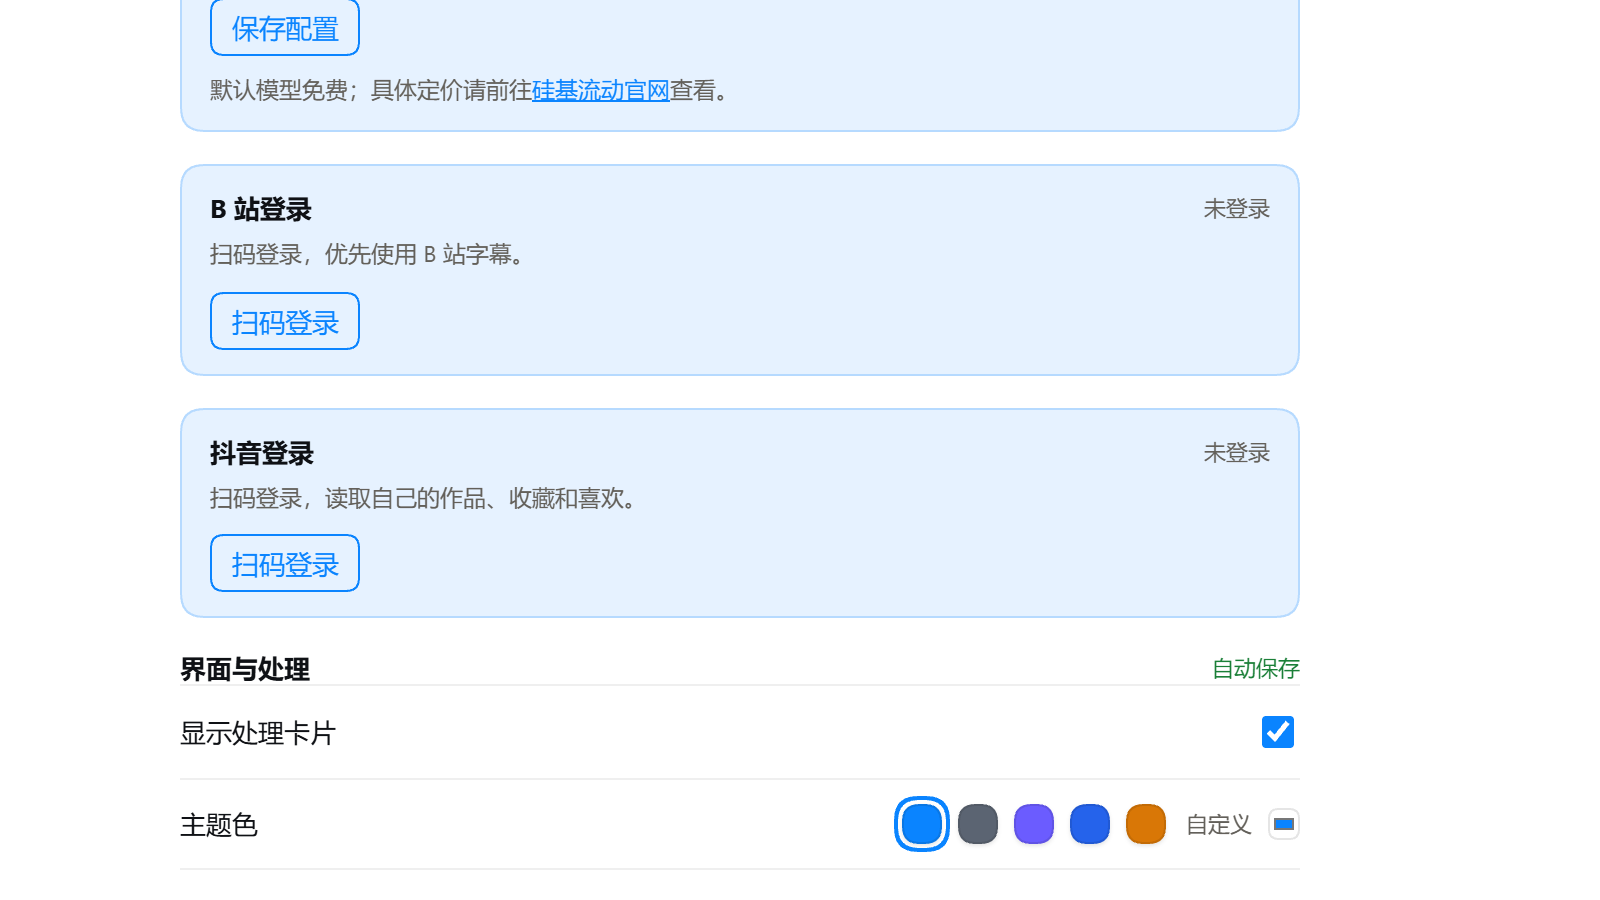 保存配置
默认模型免费；具体定价请前往硅基流动官网查看。
B 站登录
未登录
扫码登录，优先使用 B 站字幕。
扫码登录
抖音登录
未登录
扫码登录，读取自己的作品、收藏和喜欢。
扫码登录
界面与处理
自动保存
显示处理卡片
主题色
自定义